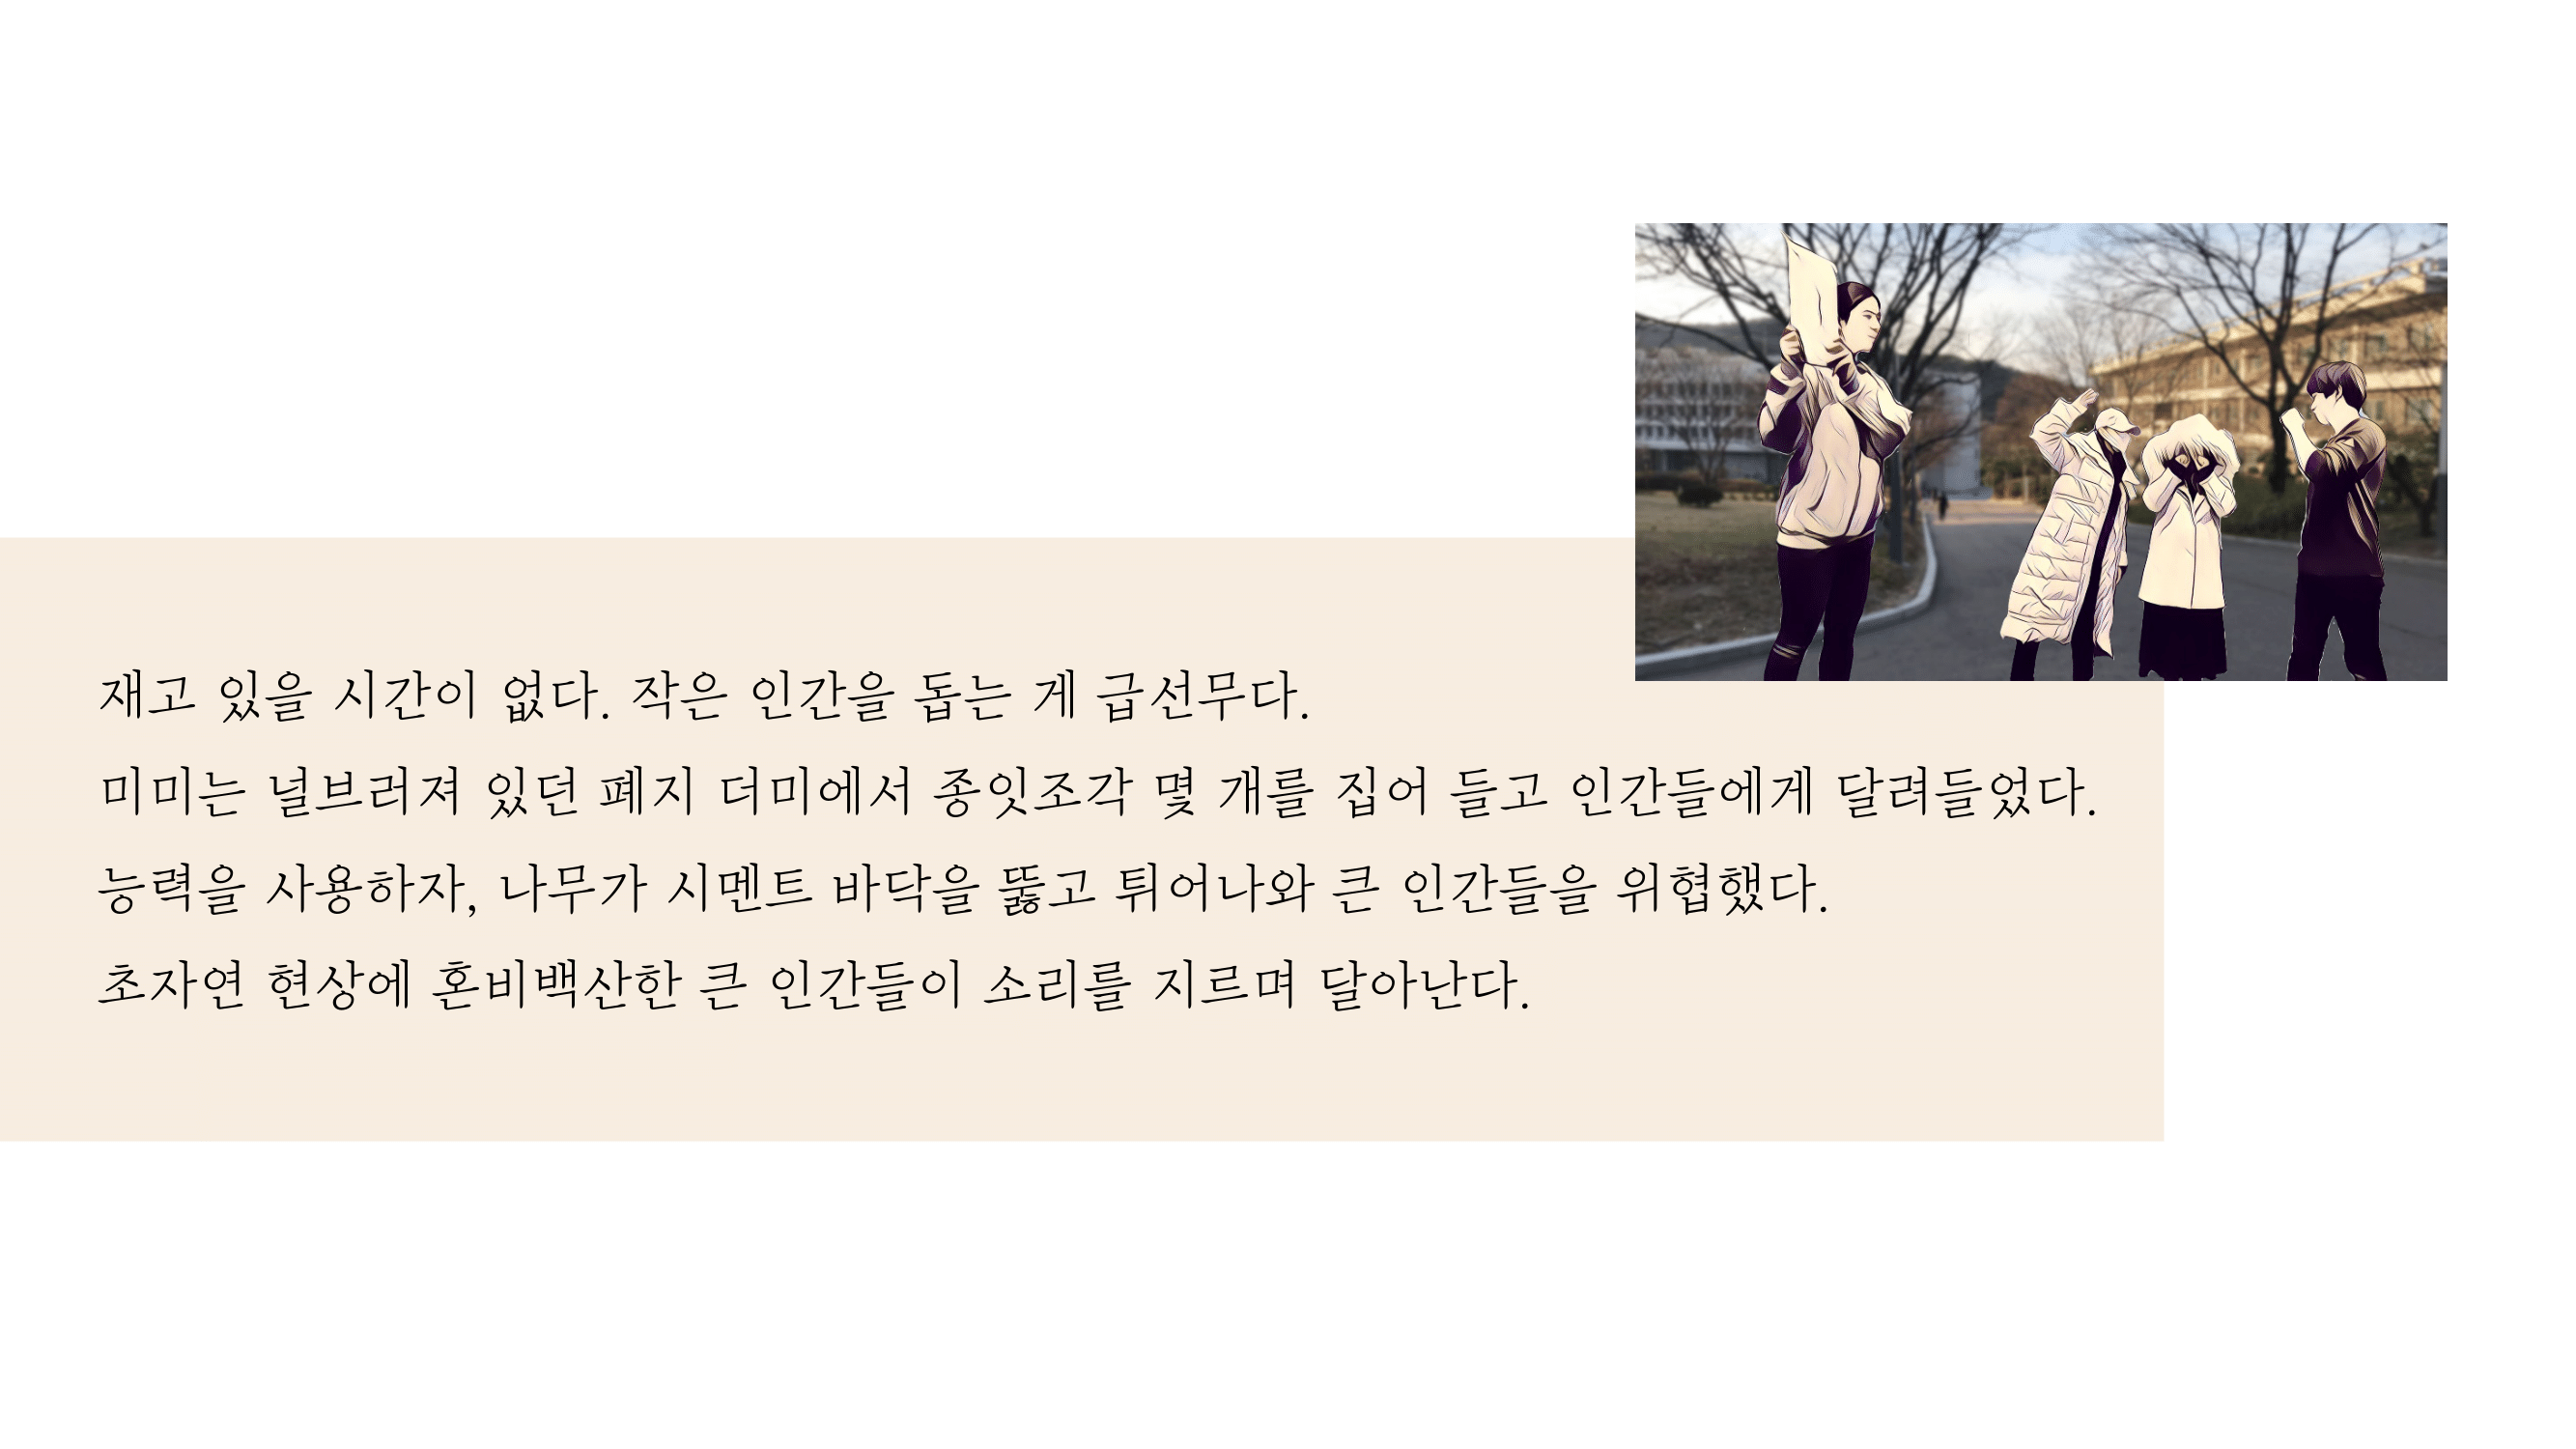 재고 있을 시간이 없다. 작은 인간을 돕는 게 급선무다.
미미는 널브러져 있던 폐지 더미에서 종잇조각 몇 개를 집어 들고 인간들에게 달려들었다.
능력을 사용하자, 나무가 시멘트 바닥을 뚫고 튀어나와 큰 인간들을 위협했다.
초자연 현상에 혼비백산한 큰 인간들이 소리를 지르며 달아난다.